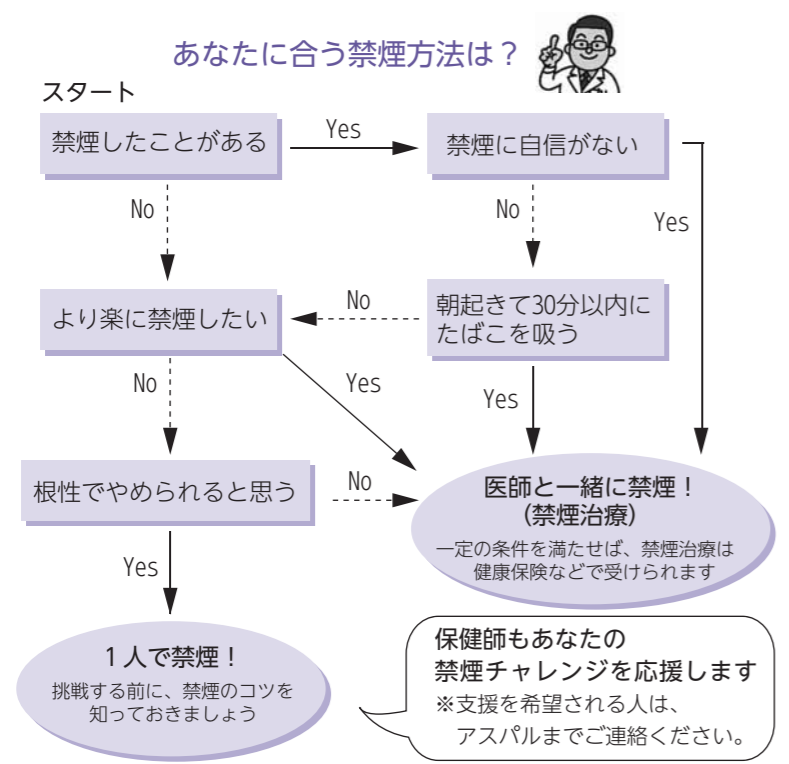 あなたに合う禁煙方法は？
スタート
禁煙したことがある
Yes
禁煙に自信がない
No
No
Yes
より楽に禁煙したい
No
朝起きて30分以内に
たばこを吸う
No
Yes
Yes
根性でやめられると思う
No
医師と一緒に禁煙！
（禁煙治療）
一定の条件を満たせば、禁煙治療は
健康保険などで受けられます
Yes
１人で禁煙！
挑戦する前に、禁煙のコツを
知っておきましょう
保健師もあなたの
禁煙チャレンジを応援します
※支援を希望される人は、
アスパルまでご連絡ください。